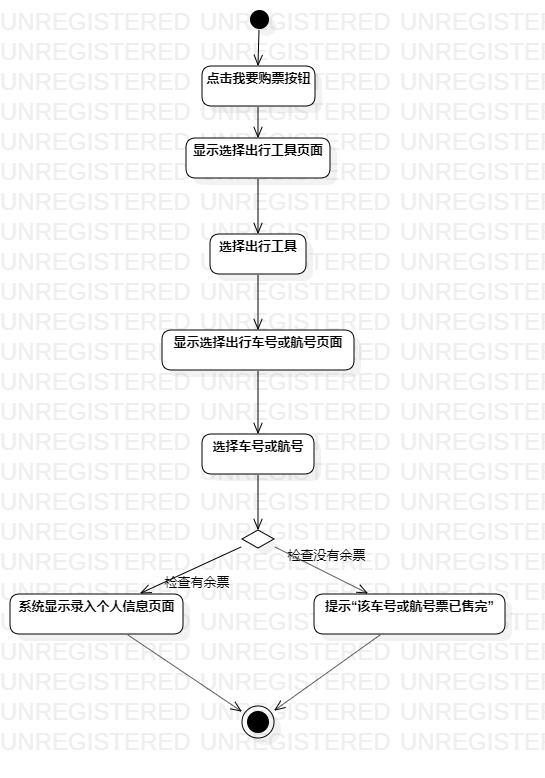 点击我要购票按钮
显示选择出行工具页面
选择出行工具
显示选择出行车号或航号页面
选择车号或航号
检查没有余票
检查有余票
系统显示录入个人信息页面
提示“该车号或航号票已售完”
UNREGISTERED